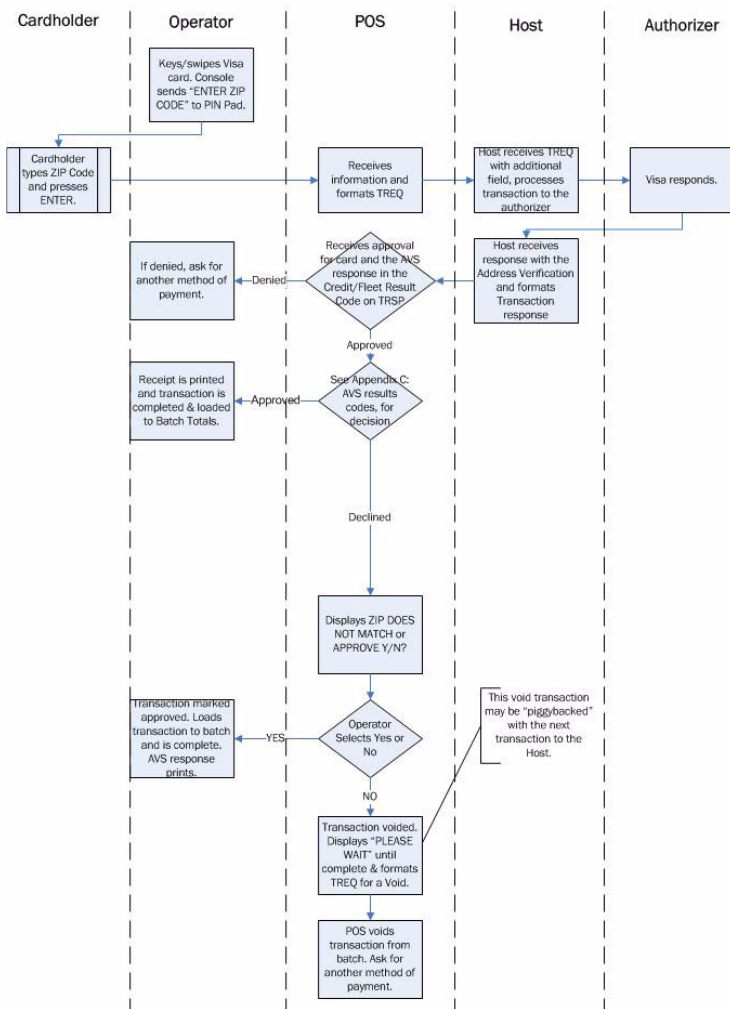 Cardholder
Operator
POS
Host
Authorizer
Keys/swipes Visa
card. Console
sends "ENTER ZIP
CODE" to PIN Pad.
Cardholder
types ZIP Code
and presses
ENTER.
Receives
information and
formats TREQ
Host receives TREQ
with additional
field, processes
transaction to the
authorizer
Visa responds.
If denied, ask for
another method of
payment.
Denied
Receives approval
for card and the AVS
response in the
Credit/Fleet Result
Code on TRSP
Host receives
response with the
Address Verification
and formats
Transaction
response
Approved
Receipt is printed
and transaction is
completed & loaded
to Batch Totals.
Approved
See Appendix C:
AVS results
codes, for
decision
Declined
Displays ZIP DOES
NOT MATCH or
APPROVE Y/N?
Transaction marked
approved. Loads
transaction to batch
and is complete.
AVS response
prints.
YES
Operator
Selects Yes or
No
This void transaction
may be "piggybacked"
with the next
transaction to the
Host.
NO
Transaction voided.
Displays "PLEASE
WAIT" until
complete & formats
TREQ for a Void.
POS voids
transaction from
batch. Ask for
another method of
payment.